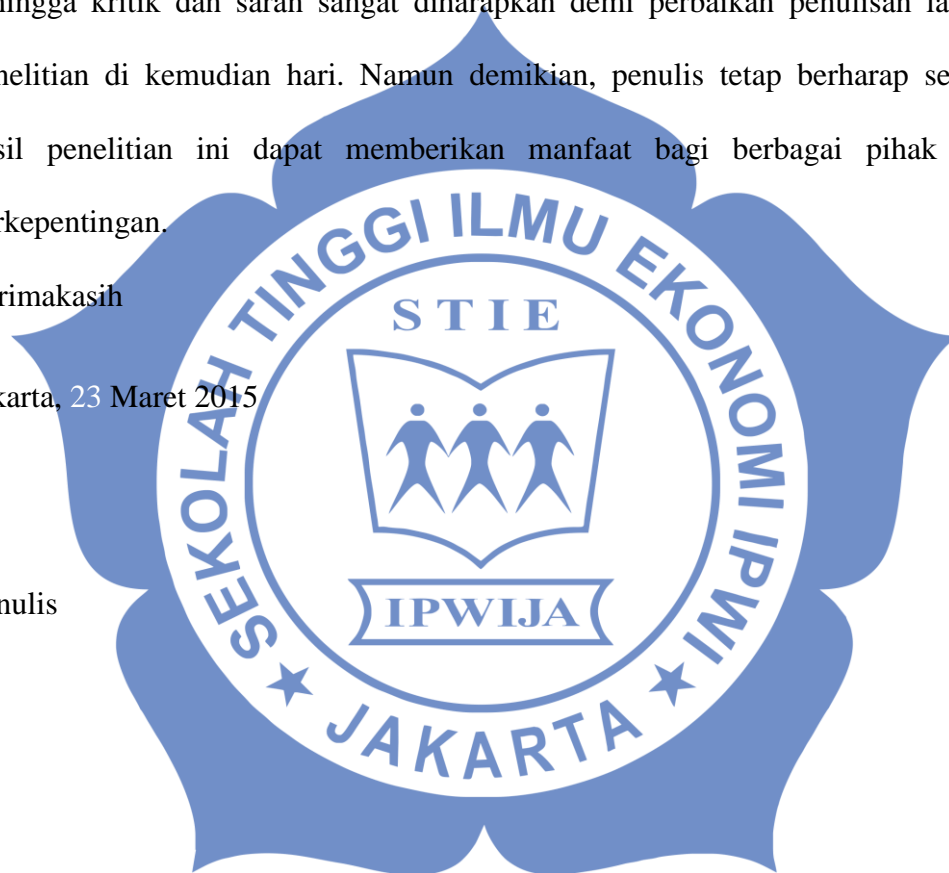 hingga kritik dan saran sangat diharapkan demi perbaikan penulisan la
nelitian di kemudian hari. Namun demikian, penulis tetap berharap se
sil penelitian ini dapat memberikan manfaat bagi berbagai pihak
rkepentingan.
rimakasih
karta, 23 Maret 2015
nulis
SEKOLAH TINGGI ILMU EKONOMI IPWI
STIE
IPWIJA
★ JAKARTA ★